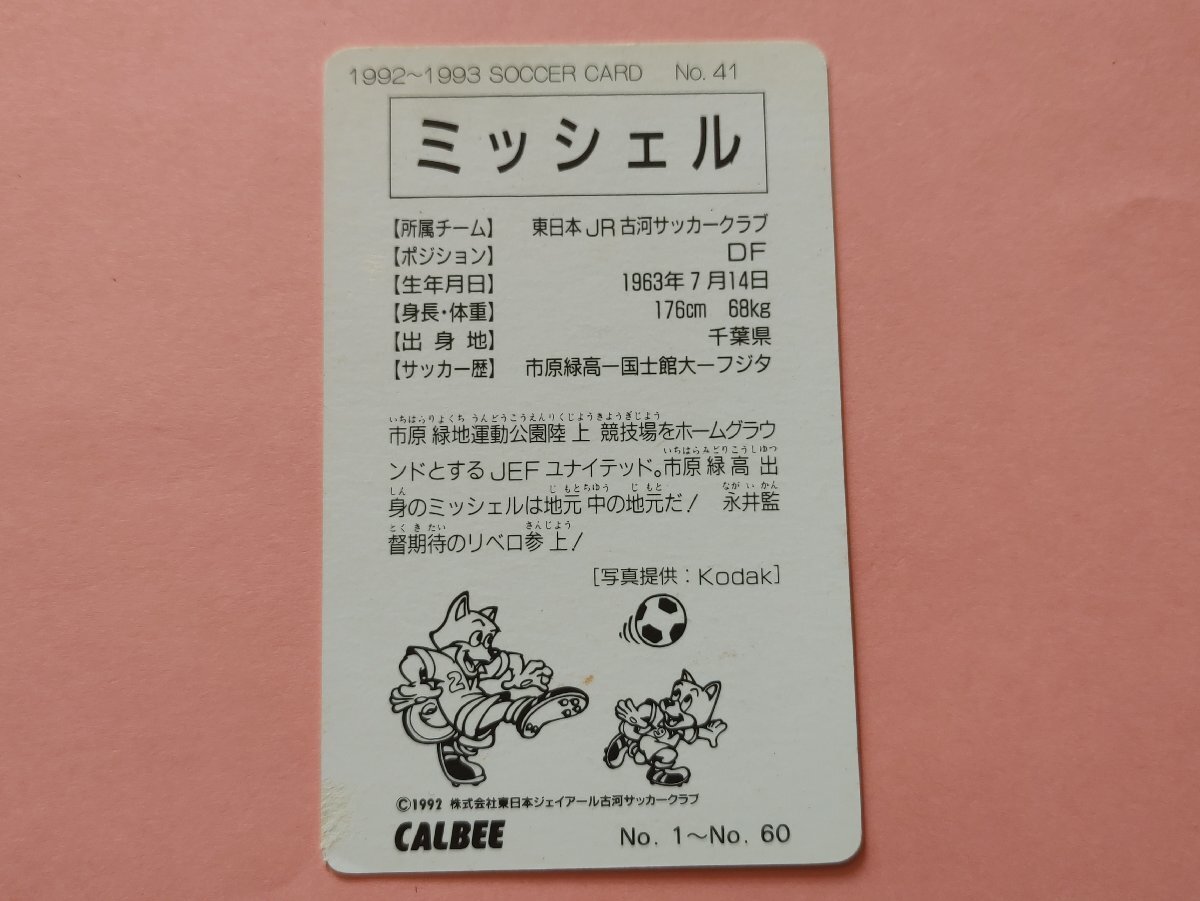 1992~1993 SOCCER CARD No. 41
ミッシェル
【所属チーム】 東日本JR古河サッカークラブ
【ポジション】 DF
【生年月日】 1963年7月14日
【身長・体重】 176cm 68kg
【出身地】 千葉県
【サッカー歴】 市原緑高ー国士館大ーフジタ
いちはらりよくち うんどうこうえんりくじようきようぎじよう
市原緑地運動公園陸上競技場をホームグラウ
いちはらみどりこうしゆつ
ンドとするJEFユナイテッド。市原緑高出
しん じもとちゆう じもと ながいかん
身のミッシェルは地元中の地元だ! 永井監
とくきたい さんじよう
督期待のリベロ参上!
[写真提供:Kodak]
2
©1992 株式会社東日本ジェイアール古河サッカークラブ
CALBEE No. 1~No. 60